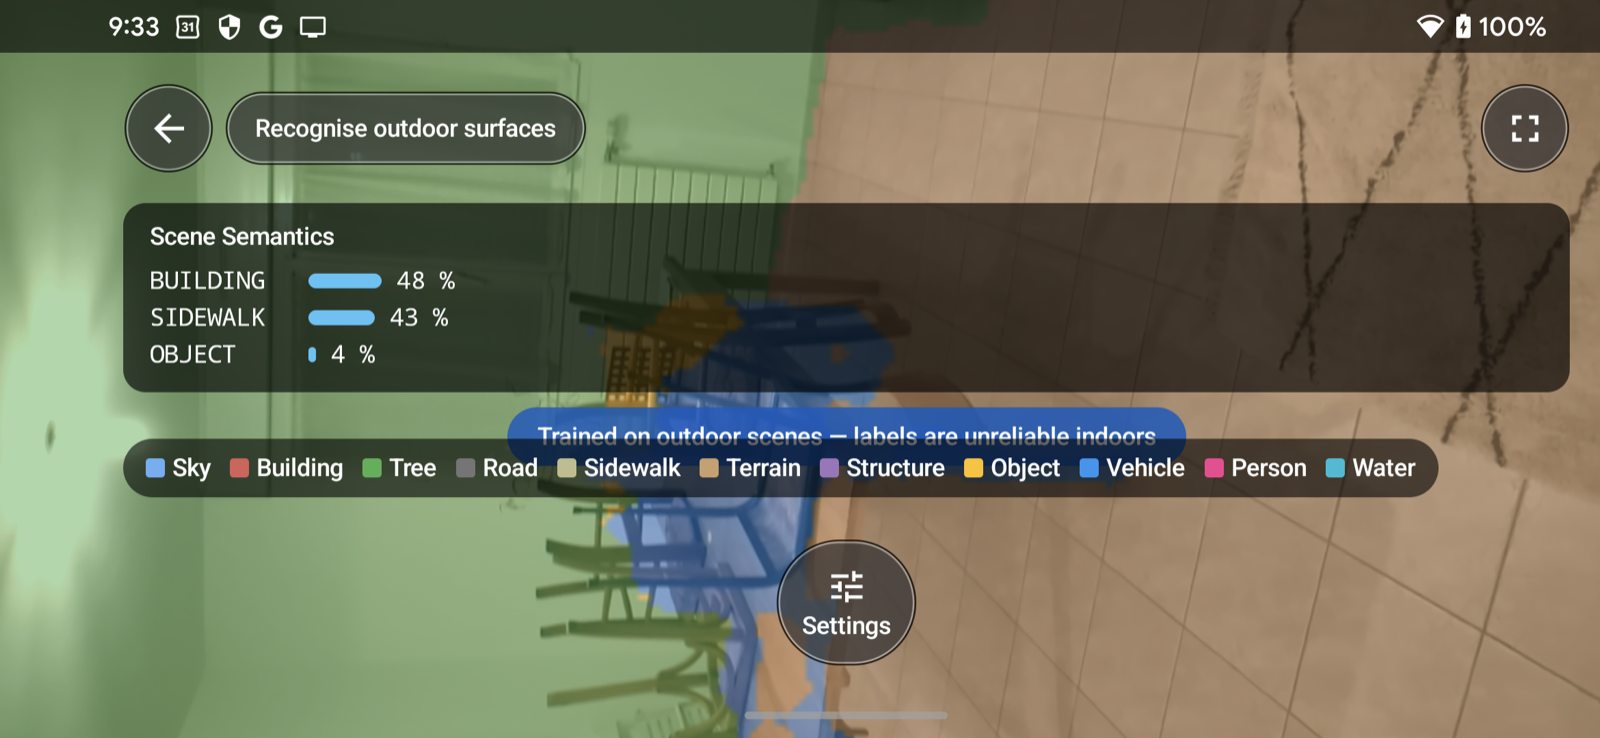 9:33 31 G 100%
Recognise outdoor surfaces
Scene Semantics
BUILDING 48 %
SIDEWALK 43 %
OBJECT 4 %
Trained on outdoor scenes — labels are unreliable indoors
Sky Building Tree Road Sidewalk Terrain Structure Object Vehicle Person Water
Settings